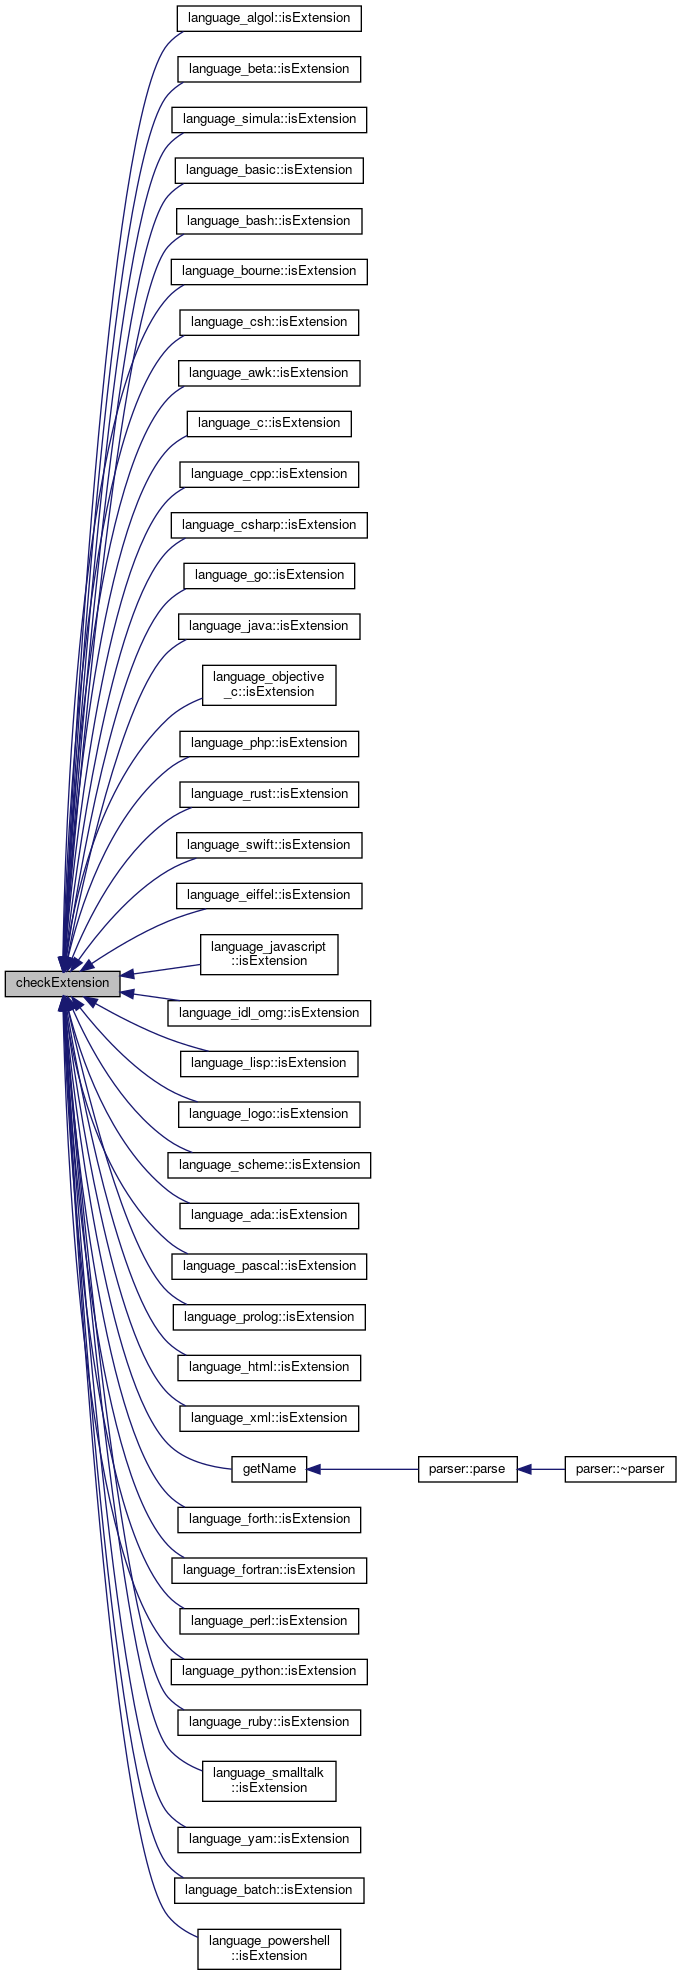 language_algol::isExtension
language_beta::isExtension
language_simula::isExtension
language_basic::isExtension
language_bash::isExtension
language_bourne::isExtension
language_csh::isExtension
language_awk::isExtension
language_c::isExtension
language_cpp::isExtension
language_csharp::isExtension
language_go::isExtension
language_java::isExtension
language_objective
_c::isExtension
language_php::isExtension
language_rust::isExtension
language_swift::isExtension
language_eiffel::isExtension
language_javascript
::isExtension
checkExtension
language_idl_omg::isExtension
language_lisp::isExtension
language_logo::isExtension
language_scheme::isExtension
language_ada::isExtension
language_pascal::isExtension
language_prolog::isExtension
language_html::isExtension
language_xml::isExtension
getName parser::parse parser::~parser
language_forth::isExtension
language_fortran::isExtension
language_perl::isExtension
language_python::isExtension
language_ruby::isExtension
language_smalltalk
::isExtension
language_yam::isExtension
language_batch::isExtension
language_powershell
::isExtension